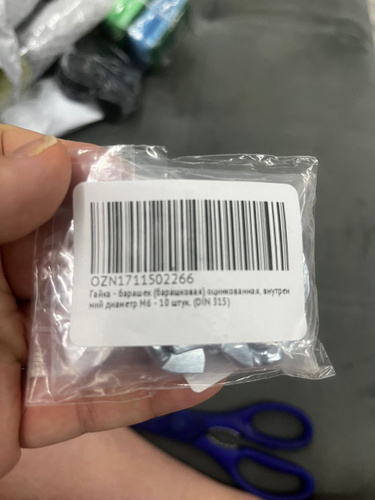 OZN1711502266
Гайка - барашек (барашковая) оцинкованная, внутрен
ний диаметр М6 - 10 штук. (DIN 315)